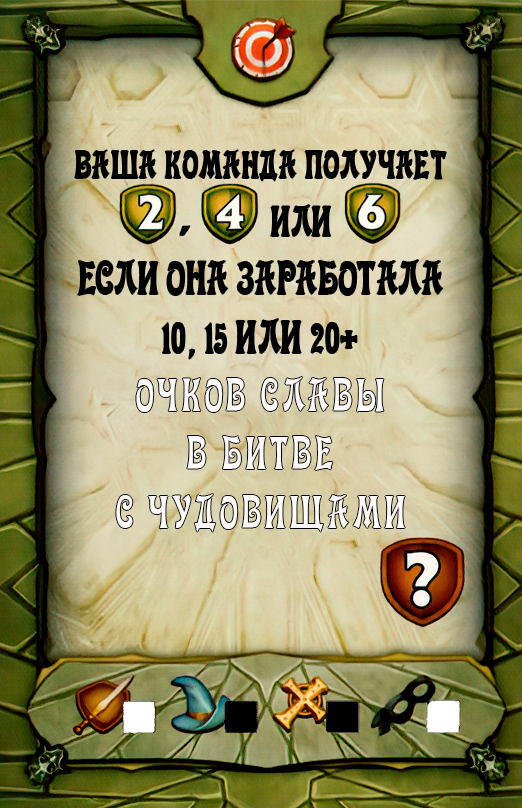 ВАША КОМАНДА ПОЛУЧАЕТ
2, 4 ИЛИ 6
ЕСЛИ ОНА ЗАРАБОТАЛА
10, 15 ИЛИ 20+
ОЧКОВ СЛАВЫ
В БИТВЕ
С ЧУДОВИЩАМИ
?